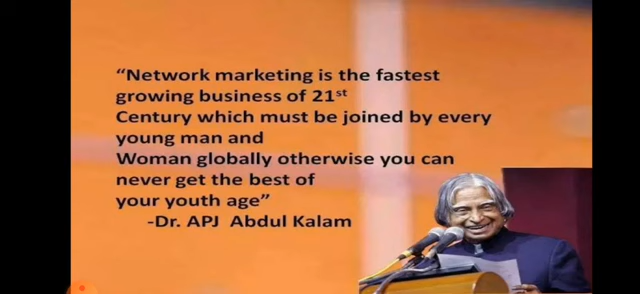 “Network marketing is the fastest
growing business of 21st
Century which must be joined by every
young man and
Woman globally otherwise you can
never get the best of
your youth age”
-Dr. APJ Abdul Kalam